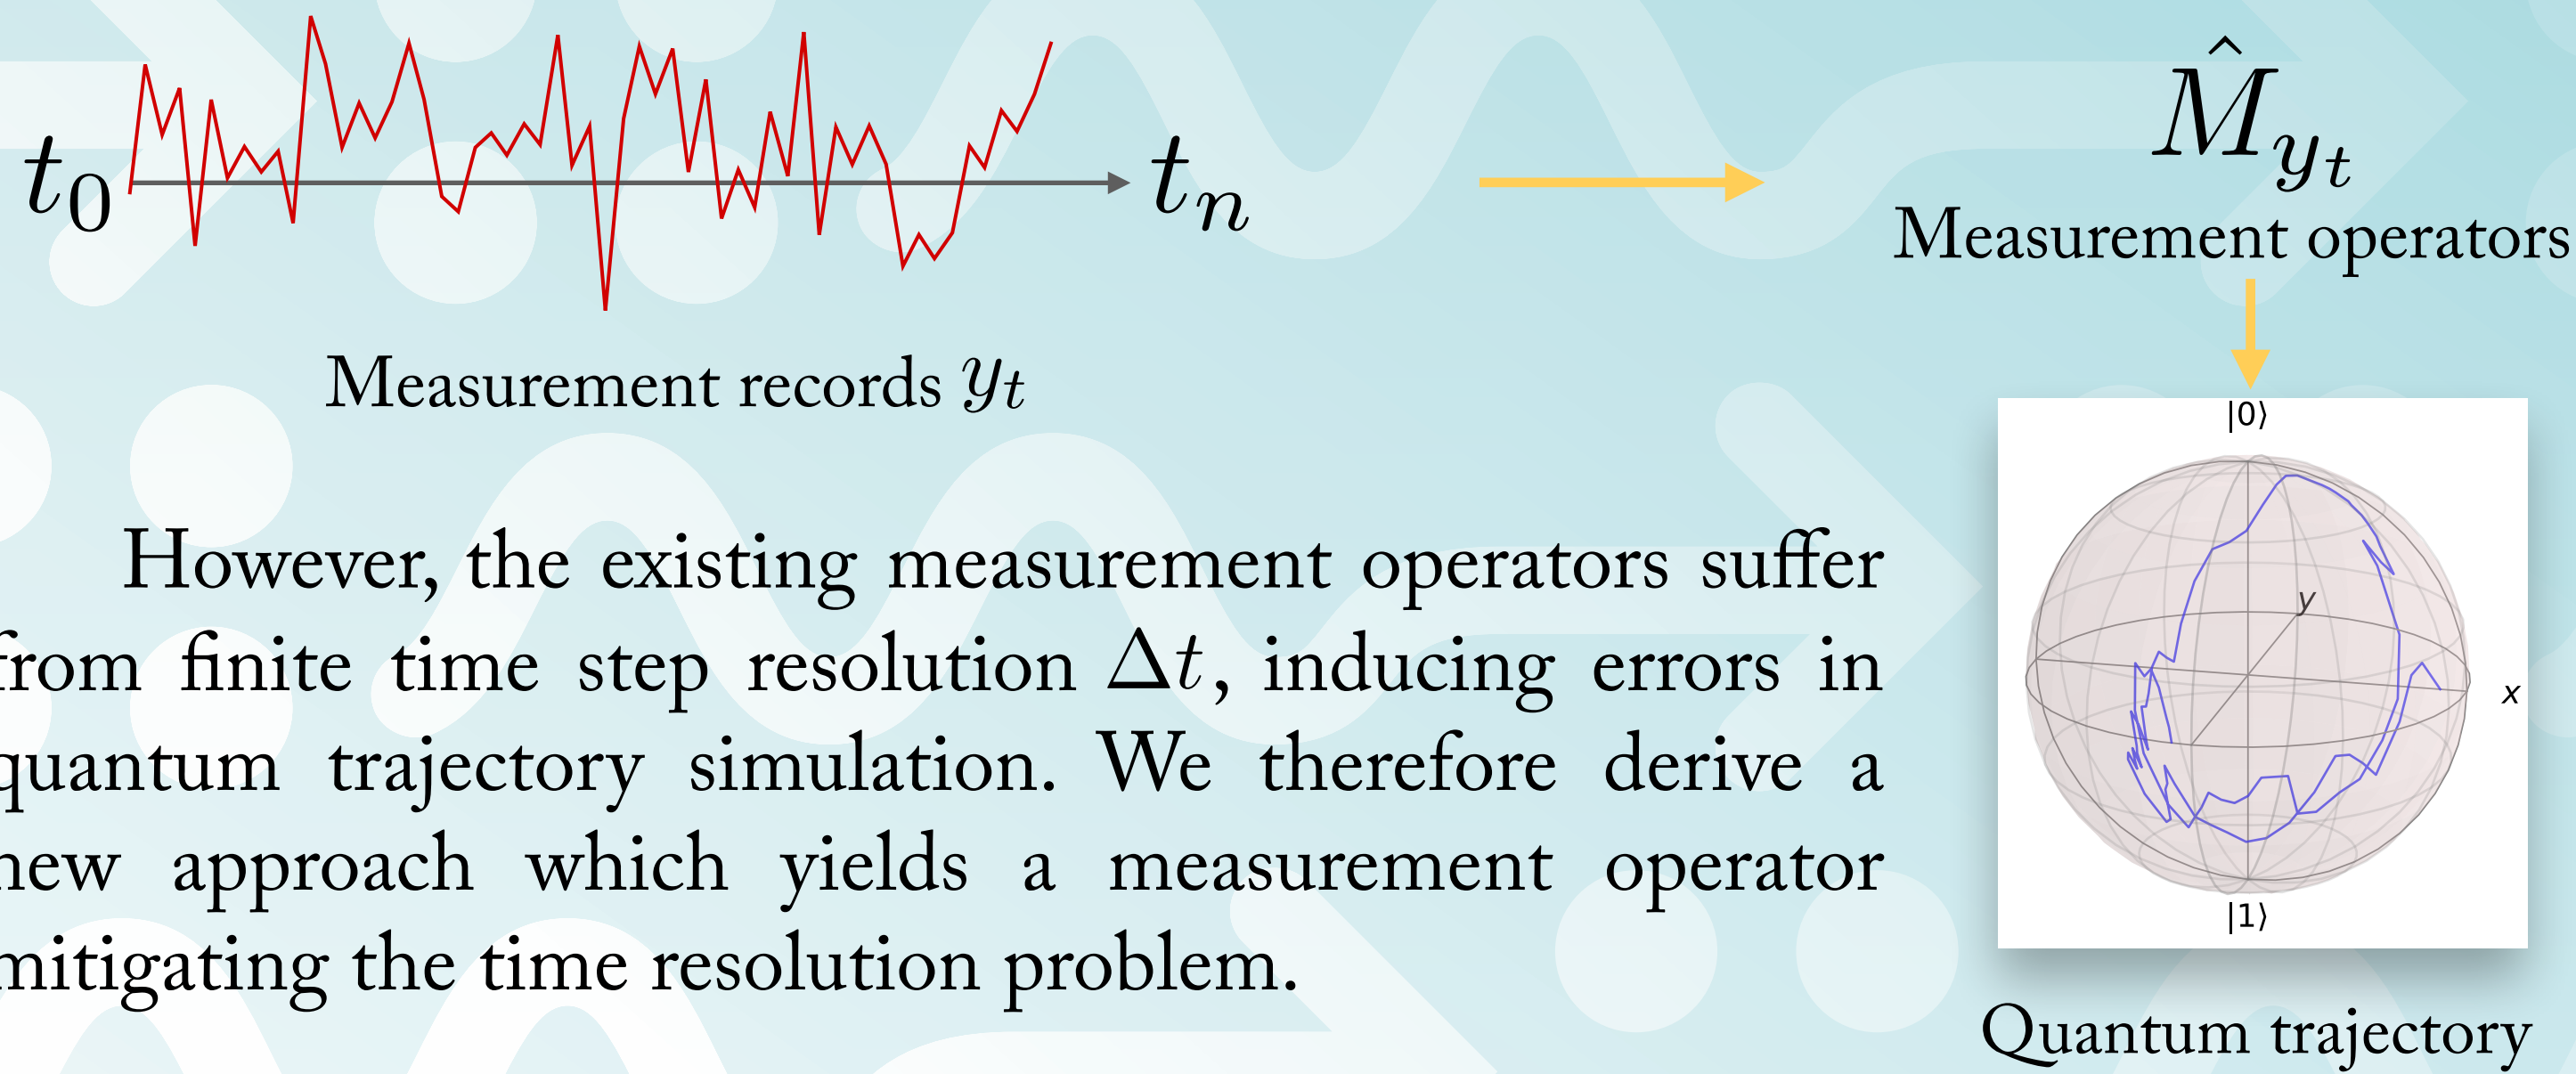 t₀
tₙ
M̂_{y_t}
Measurement operators
Measurement records y_t
|0⟩
y
x
|1⟩
Quantum trajectory
However, the existing measurement operators suffer
from finite time step resolution Δt, inducing errors in
quantum trajectory simulation. We therefore derive a
new approach which yields a measurement operator
mitigating the time resolution problem.